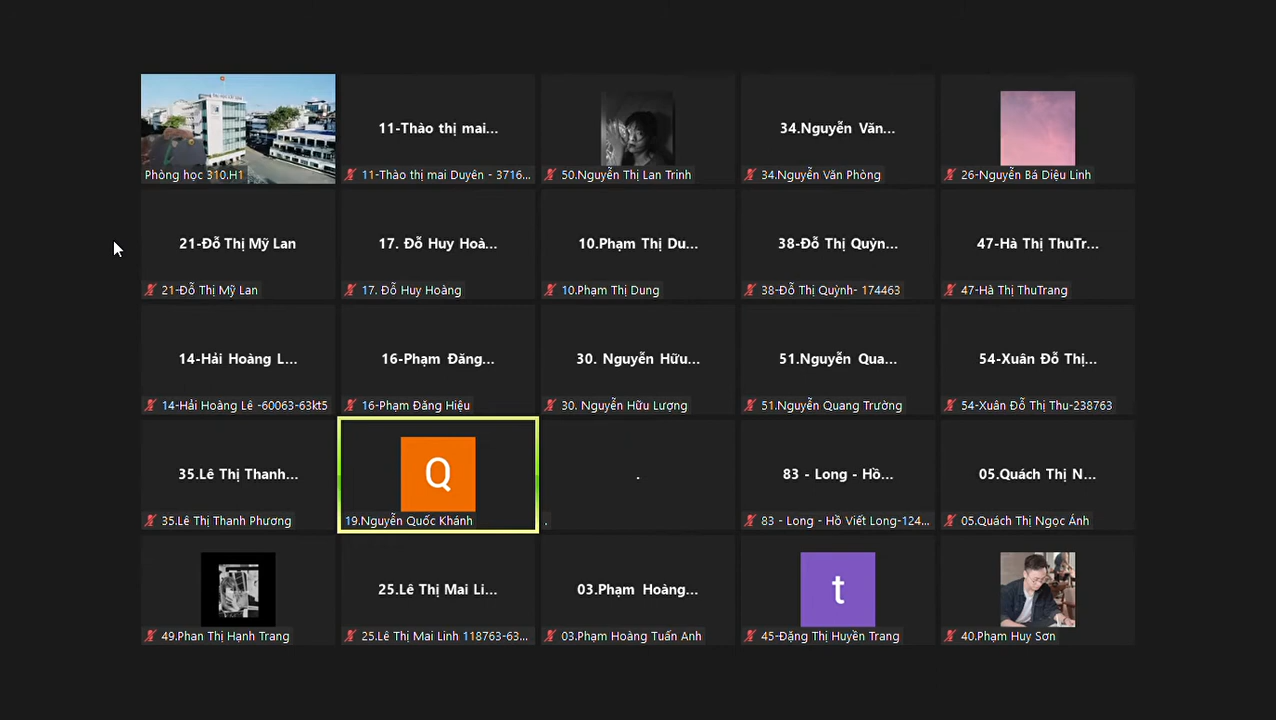 Phòng học 310.H1
11-Thào thị mai...
11-Thào thị mai Duyên - 3716...
50.Nguyễn Thị Lan Trinh
34.Nguyễn Văn...
34.Nguyễn Văn Phòng
26-Nguyễn Bá Diệu Linh
21-Đỗ Thị Mỹ Lan
21-Đỗ Thị Mỹ Lan
17. Đỗ Huy Hoà...
17. Đỗ Huy Hoàng
10.Phạm Thị Du...
10.Phạm Thị Dung
38-Đỗ Thị Quỳn...
38-Đỗ Thị Quỳnh- 174463
47-Hà Thị ThuTr...
47-Hà Thị ThuTrang
14-Hải Hoàng L...
14-Hải Hoàng Lê -60063-63kt5
16-Phạm Đăng...
16-Phạm Đăng Hiệu
30. Nguyễn Hữu...
30. Nguyễn Hữu Lượng
51.Nguyễn Qua...
51.Nguyễn Quang Trường
54-Xuân Đỗ Thị...
54-Xuân Đỗ Thị Thu-238763
35.Lê Thị Thanh...
35.Lê Thị Thanh Phương
Q
19.Nguyễn Quốc Khánh
.
.
83 - Long - Hồ...
83 - Long - Hồ Viết Long-124...
05.Quách Thị N...
05.Quách Thị Ngọc Ánh
49.Phan Thị Hạnh Trang
25.Lê Thị Mai Li...
25.Lê Thị Mai Linh 118763-63...
03.Phạm Hoàng...
03.Phạm Hoàng Tuấn Anh
t
45-Đặng Thị Huyền Trang
40.Phạm Huy Sơn